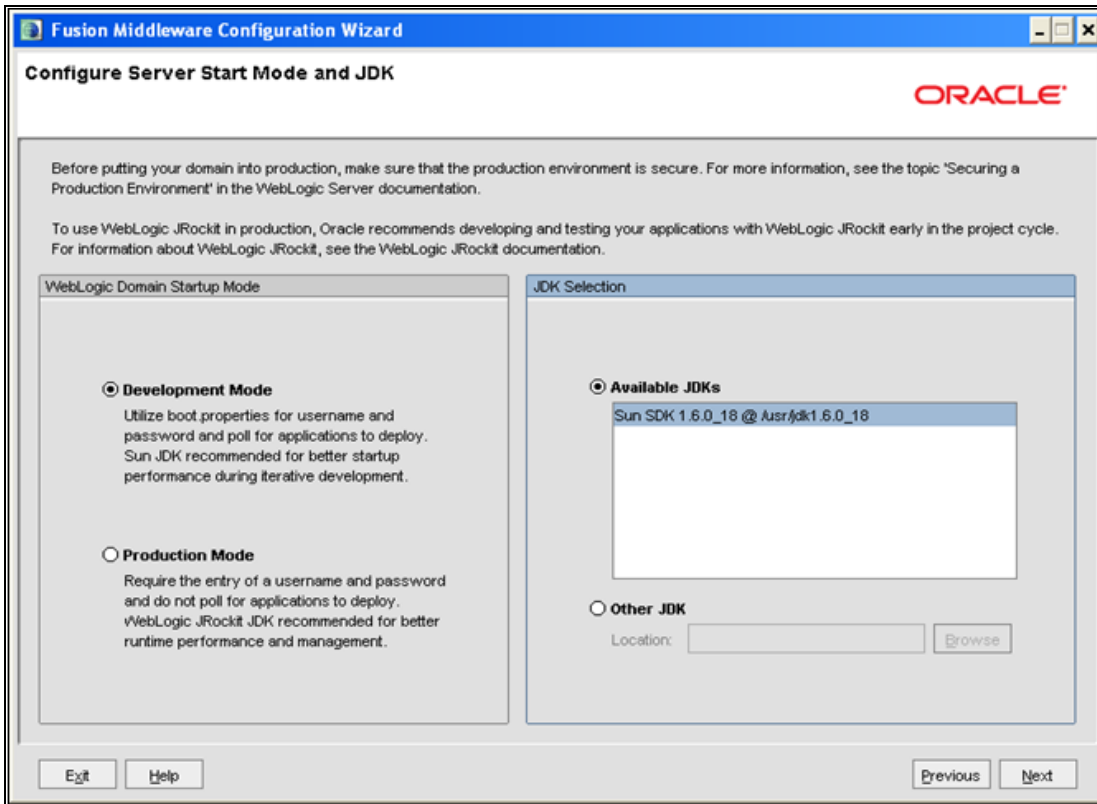 Fusion Middleware Configuration Wizard
Configure Server Start Mode and JDK
ORACLE
Before putting your domain into production, make sure that the production environment is secure. For more information, see the topic 'Securing a
Production Environment' in the WebLogic Server documentation.
To use WebLogic JRockit in production, Oracle recommends developing and testing your applications with WebLogic JRockit early in the project cycle.
For information about WebLogic JRockit, see the WebLogic JRockit documentation.
WebLogic Domain Startup Mode
Development Mode
Utilize boot.properties for username and
password and poll for applications to deploy.
Sun JDK recommended for better startup
performance during iterative development.
Production Mode
Require the entry of a username and password
and do not poll for applications to deploy.
WebLogic JRockit JDK recommended for better
runtime performance and management.
JDK Selection
Available JDKs
Sun SDK 1.6.0_18 @ /usr/jdk1.6.0_18
Other JDK
Location:
Browse
Exit
Help
Previous
Next